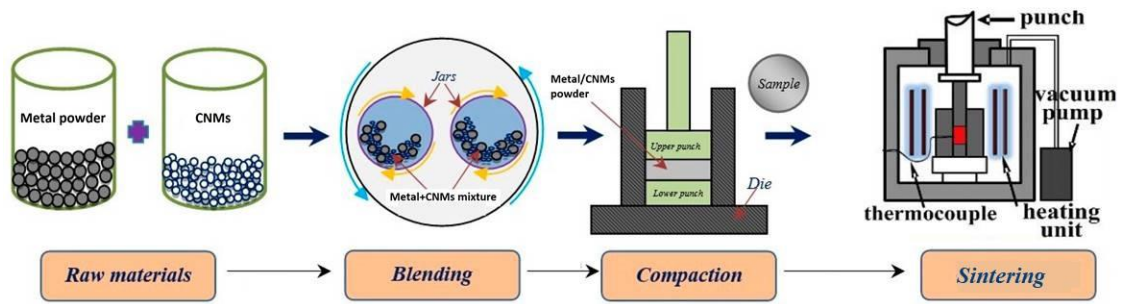 Metal powder
CNMs
Jars
Metal+CNMs mixture
Metal/CNMs
powder
Upper punch
Lower punch
Die
Sample
punch
vacuum
pump
thermocouple
heating
unit
Raw materials
Blending
Compaction
Sintering